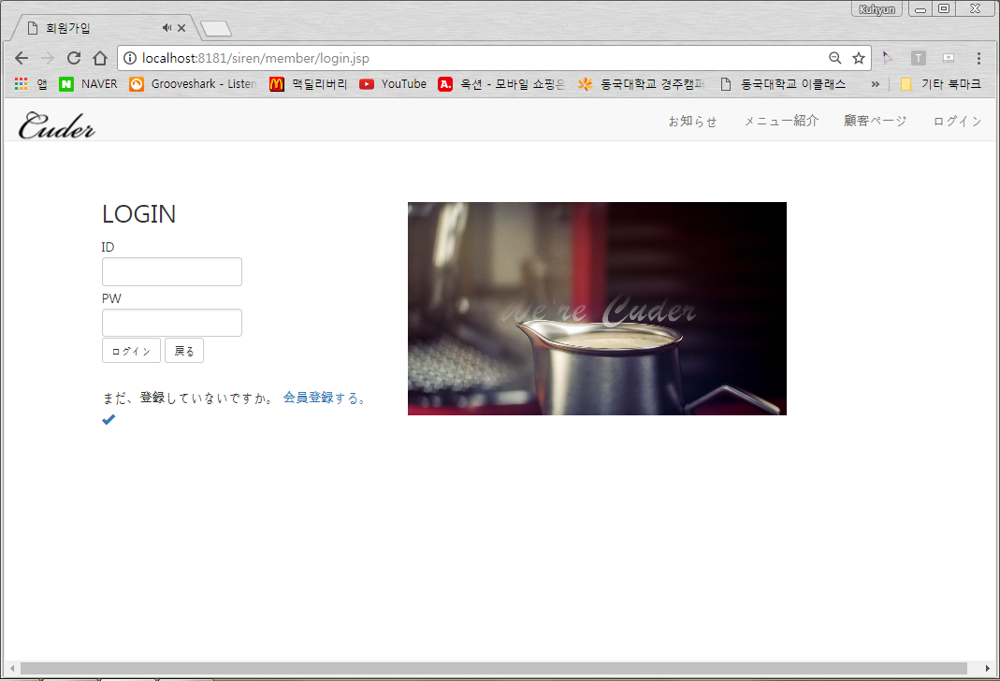 Kuhyun
회원가입
localhost:8181/siren/member/login.jsp
앱 NAVER Grooveshark - Listen 맥딜리버리 YouTube 옥션 - 모바일 쇼핑은 동국대학교 경주캠퍼 동국대학교 이클래스 » 기타 북마크
Cuder お知らせ メニュー紹介 顧客ページ ログイン
LOGIN
ID
PW
ログイン 戻る
まだ、登録していないですか。 会員登録する。
We're Cuder